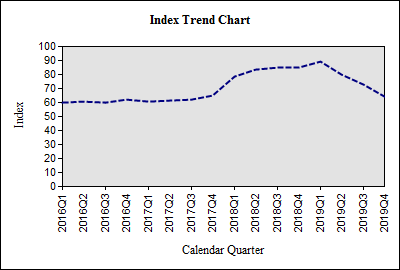 Index Trend Chart
100
90
80
70
60
50
40
30
20
10
0
Index
2016Q1
2016Q2
2016Q3
2016Q4
2017Q1
2017Q2
2017Q3
2017Q4
2018Q1
2018Q2
2018Q3
2018Q4
2019Q1
2019Q2
2019Q3
2019Q4
Calendar Quarter